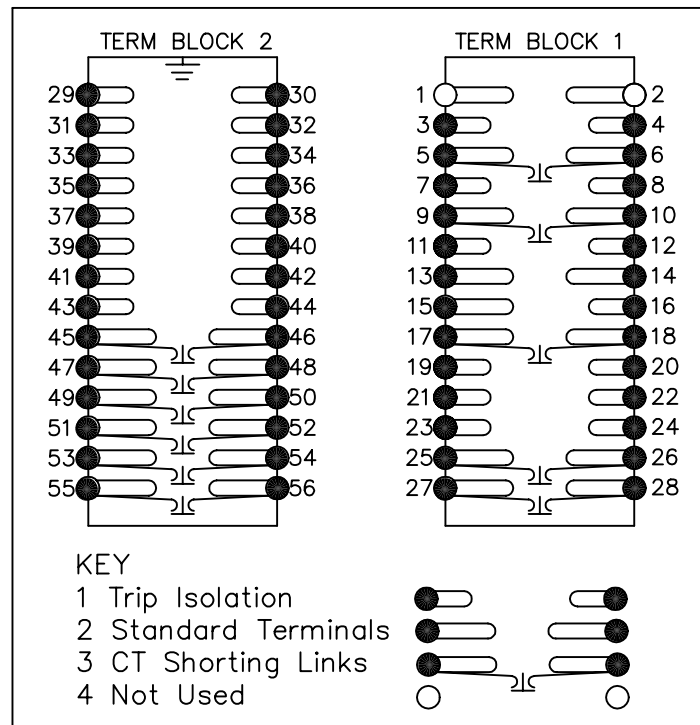 TERM BLOCK 2 TERM BLOCK 1
29 30 1 2
31 32 3 4
33 34 5 6
35 36 7 8
37 38 9 10
39 40 11 12
41 42 13 14
43 44 15 16
45 46 17 18
47 48 19 20
49 50 21 22
51 52 23 24
53 54 25 26
55 56 27 28
KEY
1 Trip Isolation
2 Standard Terminals
3 CT Shorting Links
4 Not Used